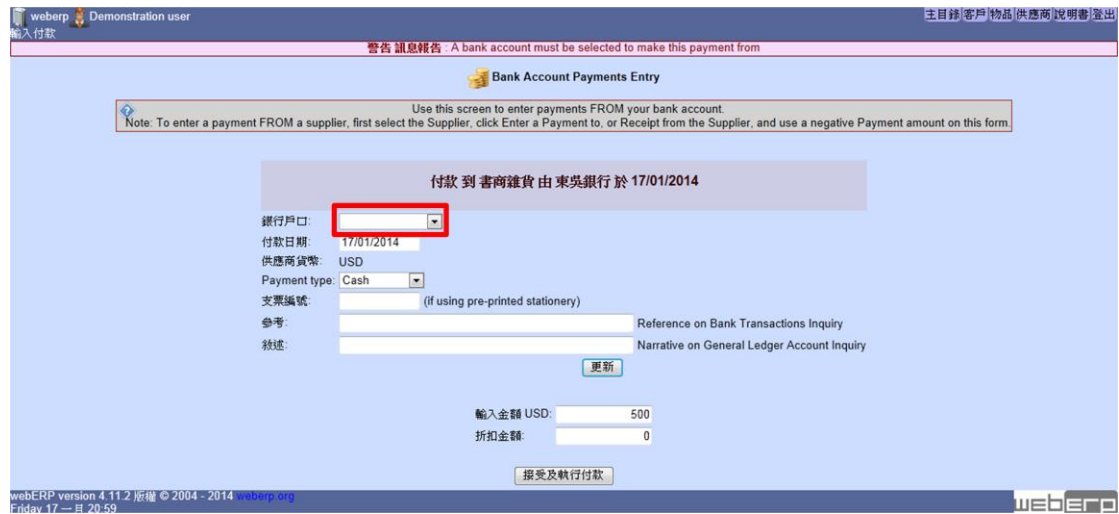 weberp Demonstration user 主目錄 客戶 物品 供應商 說明書 登出
輸入付款
警告 訊息報告 : A bank account must be selected to make this payment from
Bank Account Payments Entry
Use this screen to enter payments FROM your bank account.
Note: To enter a payment FROM a supplier, first select the Supplier, click Enter a Payment to, or Receipt from the Supplier, and use a negative Payment amount on this form.
付款 到 書商雜貨 由 東吳銀行 於 17/01/2014
銀行戶口:
付款日期: 17/01/2014
供應商貨幣: USD
Payment type: Cash
支票編號: (if using pre-printed stationery)
參考: Reference on Bank Transactions Inquiry
敘述: Narrative on General Ledger Account Inquiry
更新
輸入金額 USD: 500
折扣金額: 0
接受及執行付款
webERP version 4.11.2 版權 © 2004 - 2014 weberp.org
Friday 17 一月 20:59
weberp